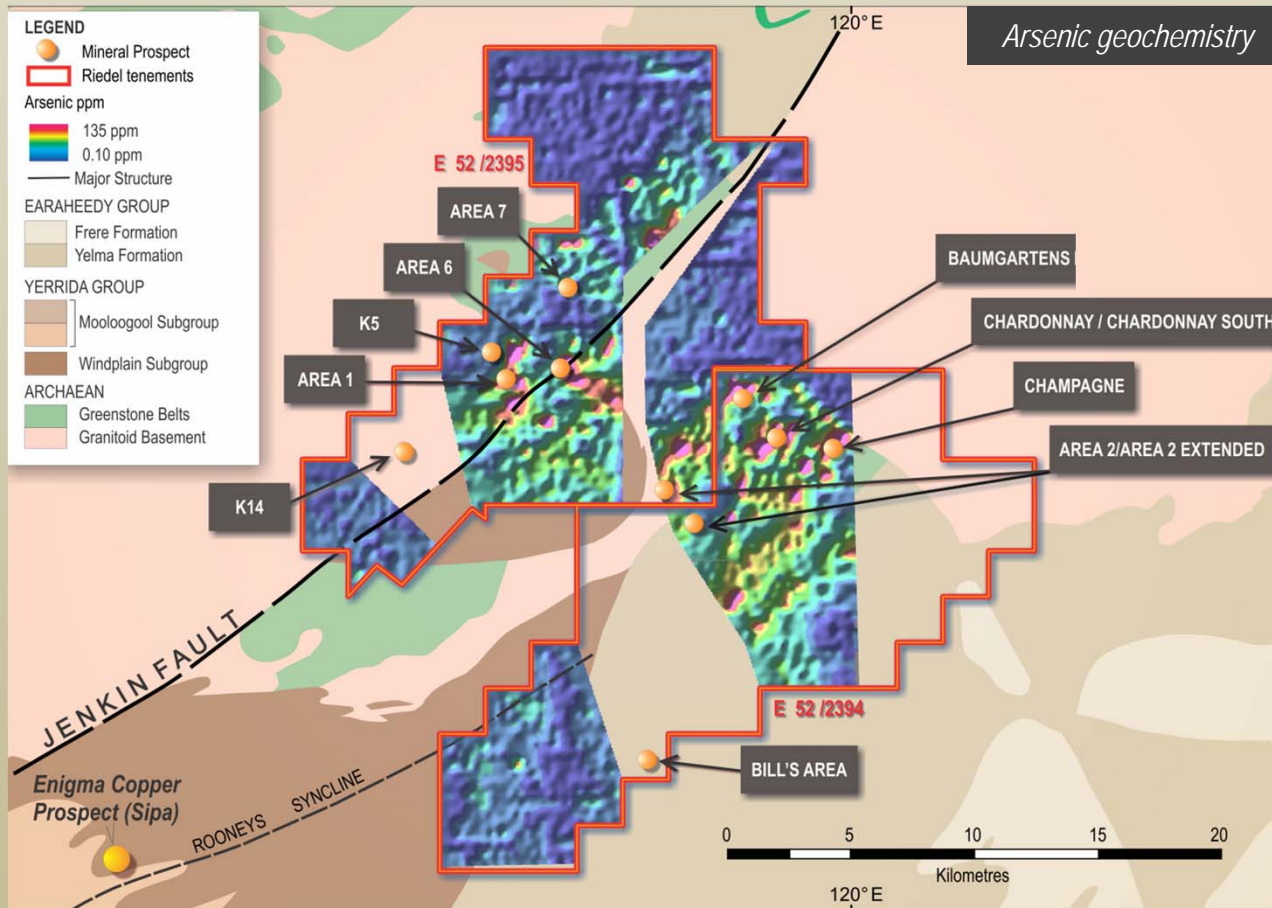 Arsenic geochemistry
LEGEND
Mineral Prospect
Riedel tenements
Arsenic ppm
135 ppm
0.10 ppm
Major Structure
EARAHEEDY GROUP
Frere Formation
Yelma Formation
YERRIDA GROUP
Mooloogool Subgroup
Windplain Subgroup
ARCHAEAN
Greenstone Belts
Granitoid Basement
120° E
E 52 /2395
AREA 7
AREA 6
K5
AREA 1
K14
BAUMGARTENS
CHARDONNAY / CHARDONNAY SOUTH
CHAMPAGNE
AREA 2/AREA 2 EXTENDED
E 52 /2394
BILL'S AREA
JENKIN FAULT
Enigma Copper
Prospect (Sipa)
ROONEYS SYNCLINE
0 5 10 15 20
Kilometres
120° E